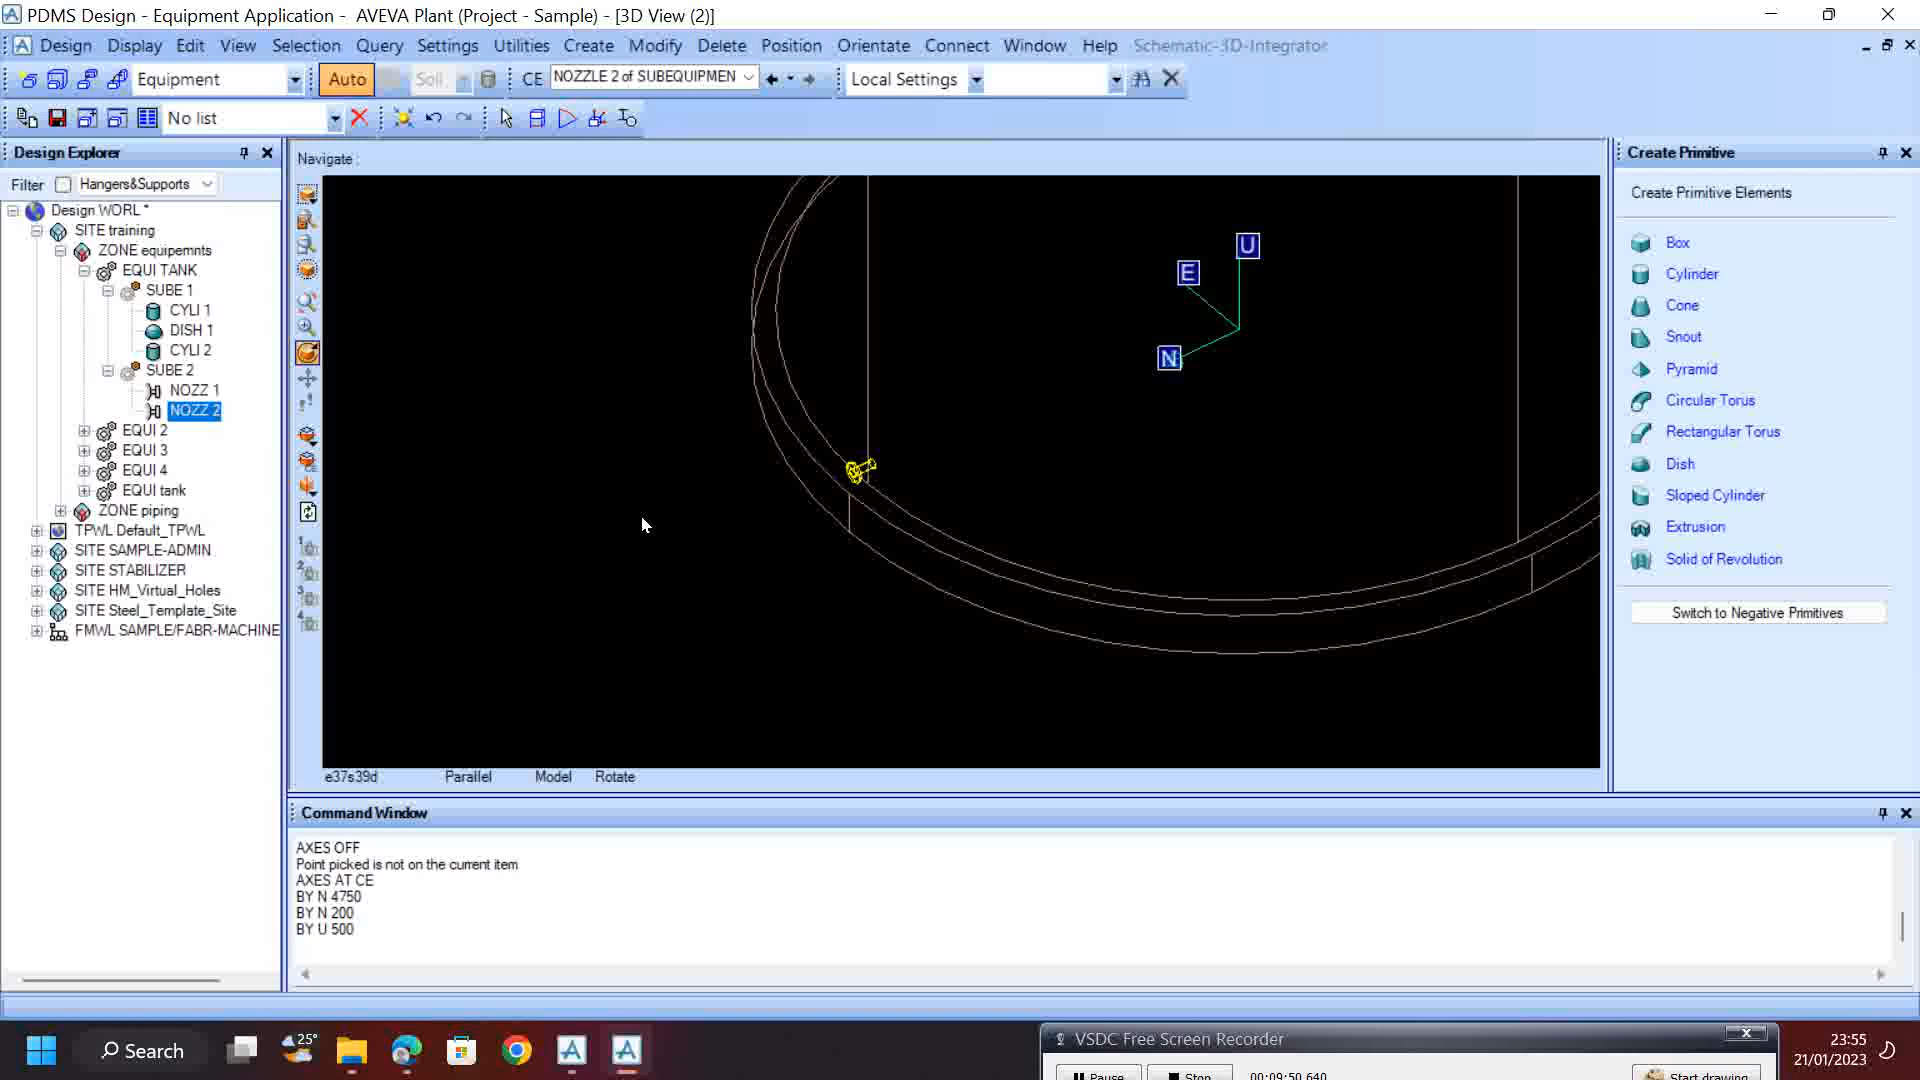 PDMS Design - Equipment Application - AVEVA Plant (Project - Sample) - [3D View (2)]
Design Display Edit View Selection Query Settings Utilities Create Modify Delete Position Orientate Connect Window Help Schematic-3D-Integrator
Equipment Auto CE NOZZLE 2 of SUBEQUIPMEN Local Settings
No list
Design Explorer
Filter Hangers&Supports
Design WORL *
SITE training
ZONE equipemnts
EQUI TANK
SUBE 1
CYLI 1
DISH 1
CYLI 2
SUBE 2
NOZZ 1
NOZZ 2
EQUI 2
EQUI 3
EQUI 4
EQUI tank
ZONE piping
TPWL Default_TPWL
SITE SAMPLE-ADMIN
SITE STABILIZER
SITE HM_Virtual_Holes
SITE Steel_Template_Site
FMWL SAMPLE/FABR-MACHINE
Navigate :
CE
1
2
3
4
U
E
N
e37s39d Parallel Model Rotate
Create Primitive
Create Primitive Elements
Box
Cylinder
Cone
Snout
Pyramid
Circular Torus
Rectangular Torus
Dish
Sloped Cylinder
Extrusion
Solid of Revolution
Switch to Negative Primitives
Command Window
AXES OFF
Point picked is not on the current item
AXES AT CE
BY N 4750
BY N 200
BY U 500
Search
25°
VSDC Free Screen Recorder
Pause Stop 00:09:50.640 Start drawing
23:55
21/01/2023